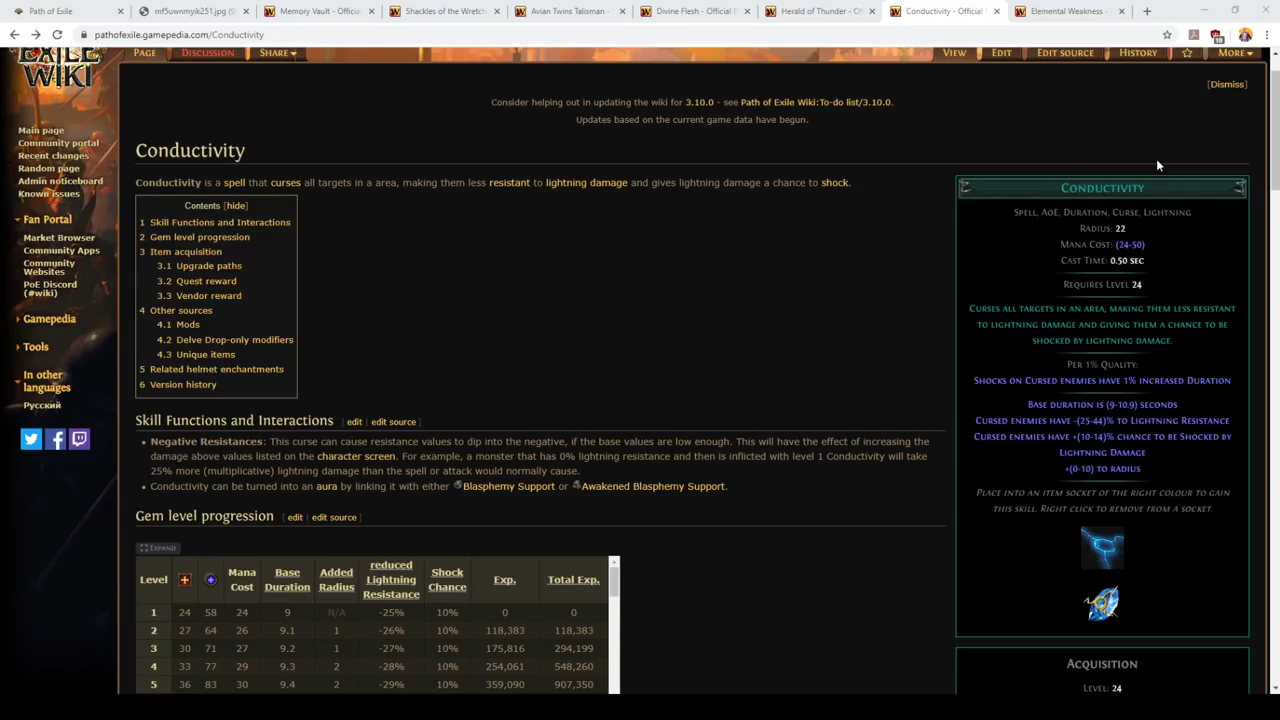 Path of Exile
mf5uwnmyik251.jpg (9
Memory Vault - Officia
Shackles of the Wretch
Avian Twins Talisman -
Divine Flesh - Official F
Herald of Thunder - Of
Conductivity - Official
Elemental Weakness -
pathofexile.gamepedia.com/Conductivity
EXILE
WIKI
PAGE
DISCUSSION
SHARE
VIEW
EDIT
EDIT SOURCE
HISTORY
MORE
[Dismiss]
Consider helping out in updating the wiki for 3.10.0 - see Path of Exile Wiki:To-do list/3.10.0.
Updates based on the current game data have begun.
Main page
Community portal
Recent changes
Random page
Admin noticeboard
Known issues
Fan Portal
Market Browser
Community Apps
Community
Websites
PoE Discord
(#wiki)
Gamepedia
Tools
In other
languages
Русский
Conductivity
Conductivity is a spell that curses all targets in an area, making them less resistant to lightning damage and gives lightning damage a chance to shock.
Contents [hide]
1 Skill Functions and Interactions
2 Gem level progression
3 Item acquisition
3.1 Upgrade paths
3.2 Quest reward
3.3 Vendor reward
4 Other sources
4.1 Mods
4.2 Delve Drop-only modifiers
4.3 Unique items
5 Related helmet enchantments
6 Version history
Skill Functions and Interactions [ edit | edit source ]
• Negative Resistances: This curse can cause resistance values to dip into the negative, if the base values are low enough. This will have the effect of increasing the
damage above values listed on the character screen. For example, a monster that has 0% lightning resistance and then is inflicted with level 1 Conductivity will take
25% more (multiplicative) lightning damage than the spell or attack would normally cause.
• Conductivity can be turned into an aura by linking it with either Blasphemy Support or Awakened Blasphemy Support.
Gem level progression [ edit | edit source ]
EXPAND
Level Mana Cost Base Duration Added Radius reduced Lightning Resistance Shock Chance Exp. Total Exp.
1 24 58 24 9 N/A -25% 10% 0 0
2 27 64 26 9.1 1 -26% 10% 118,383 118,383
3 30 71 27 9.2 1 -27% 10% 175,816 294,199
4 33 77 29 9.3 2 -28% 10% 254,061 548,260
5 36 83 30 9.4 2 -29% 10% 359,090 907,350
CONDUCTIVITY
SPELL, AOE, DURATION, CURSE, LIGHTNING
RADIUS: 22
MANA COST: (24-50)
CAST TIME: 0.50 SEC
REQUIRES LEVEL 24
CURSES ALL TARGETS IN AN AREA, MAKING THEM LESS RESISTANT
TO LIGHTNING DAMAGE AND GIVING THEM A CHANCE TO BE
SHOCKED BY LIGHTNING DAMAGE.
PER 1% QUALITY:
SHOCKS ON CURSED ENEMIES HAVE 1% INCREASED DURATION
BASE DURATION IS (9-10.9) SECONDS
CURSED ENEMIES HAVE -(25-44)% TO LIGHTNING RESISTANCE
CURSED ENEMIES HAVE +(10-14)% CHANCE TO BE SHOCKED BY
LIGHTNING DAMAGE
+(0-10) TO RADIUS
PLACE INTO AN ITEM SOCKET OF THE RIGHT COLOUR TO GAIN
THIS SKILL. RIGHT CLICK TO REMOVE FROM A SOCKET.
ACQUISITION
LEVEL: 24